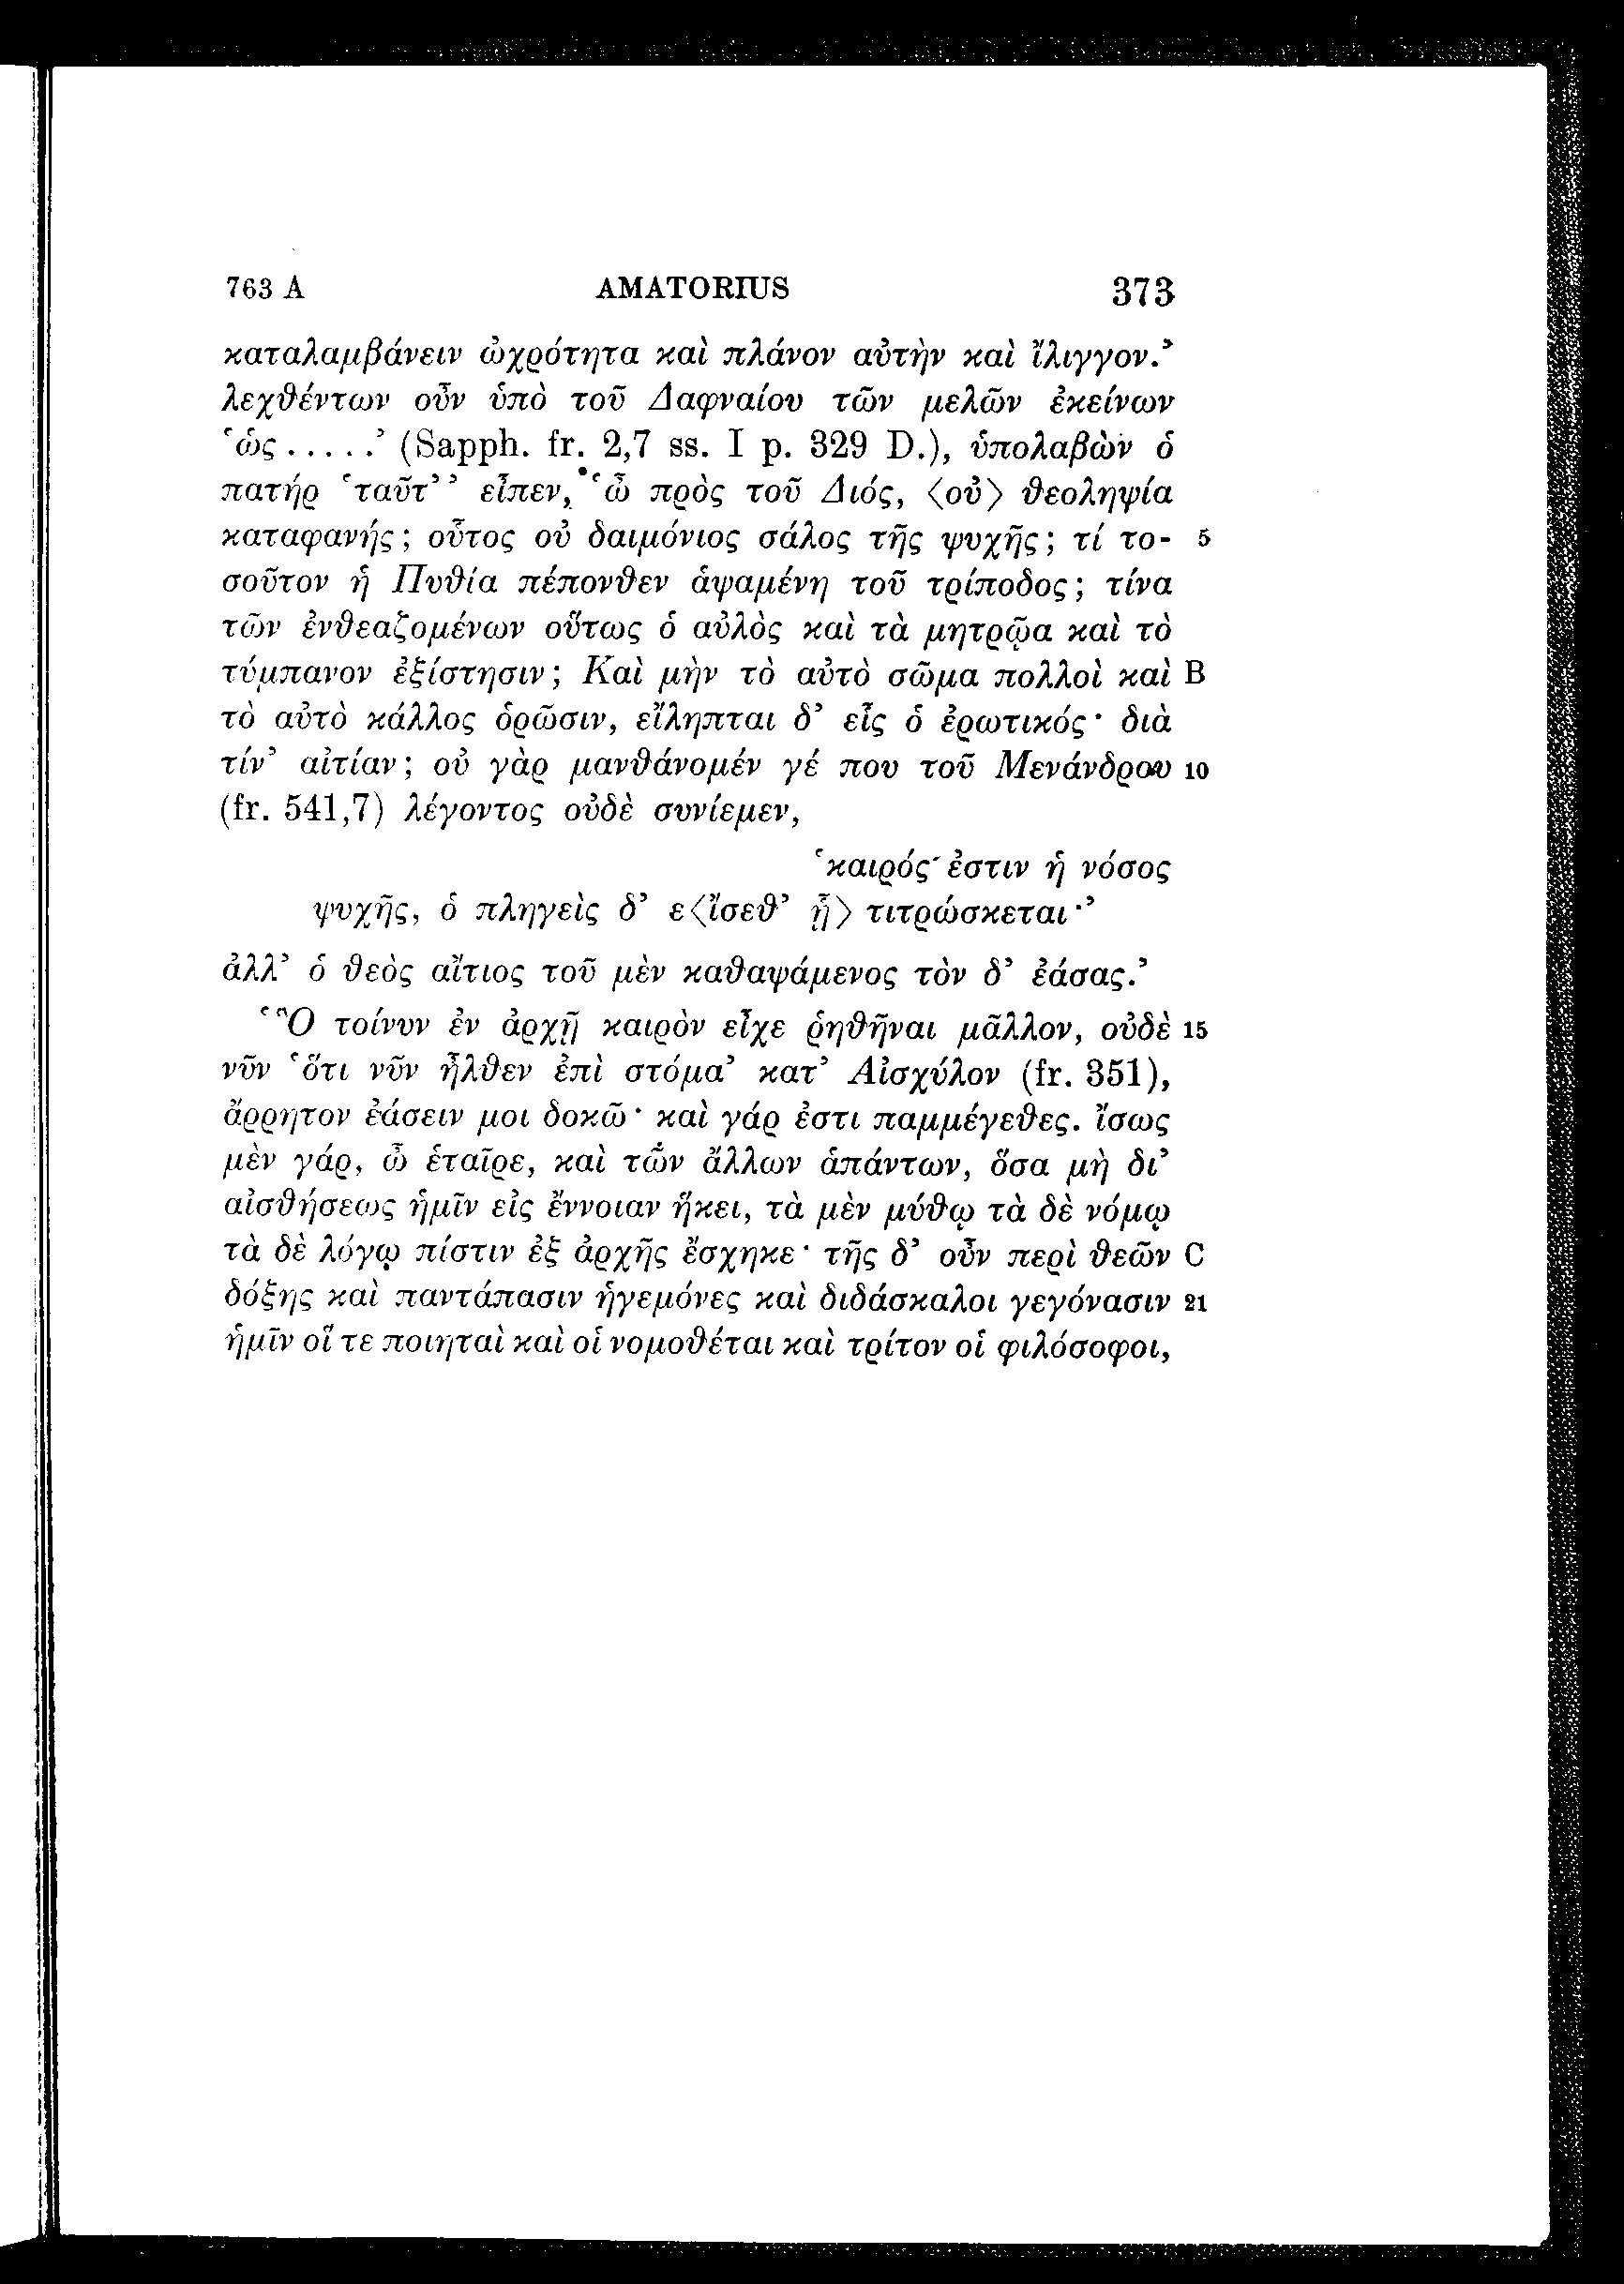 763 A AMATORIUS 373
καταλαμβάνειν ὠχρότητα καὶ πλάνον αὐτὴν καὶ ἴλιγγον.’
λεχθέντων οὖν ὑπὸ τοῦ Δαφναίου τῶν μελῶν ἐκείνων
‘ὡς . . . . .’ (Sapph. fr. 2,7 ss. I p. 329 D.), ὑπολαβὼν ὁ
πατήρ ‘ταῦτ’’ εἶπεν, ‘ὦ πρὸς τοῦ Διός, ⟨οὐ⟩ θεοληψία
καταφανής; οὗτος οὐ δαιμόνιος σάλος τῆς ψυχῆς; τί το- 5
σοῦτον ἡ Πυθία πέπονθεν ἁψαμένη τοῦ τρίποδος; τίνα
τῶν ἐνθεαζομένων οὕτως ὁ αὐλὸς καὶ τὰ μητρῷα καὶ τὸ
τύμπανον ἐξίστησιν; Καὶ μὴν τὸ αὐτὸ σῶμα πολλοὶ καὶ B
τὸ αὐτὸ κάλλος ὁρῶσιν, εἴληπται δ’ εἷς ὁ ἐρωτικός· διὰ
τίν’ αἰτίαν; οὐ γὰρ μανθάνομέν γέ που τοῦ Μενάνδρου 10
(fr. 541,7) λέγοντος οὐδὲ συνίεμεν,
‘καιρός ἐστιν ἡ νόσος
ψυχῆς, ὁ πληγεὶς δ’ ε⟨ἴσεθ’ ᾗ⟩ τιτρώσκεται·’
ἀλλ’ ὁ θεὸς αἴτιος τοῦ μὲν καθαψάμενος τὸν δ’ ἐάσας.’
‘Ὃ τοίνυν ἐν ἀρχῇ καιρὸν εἶχε ῥηθῆναι μᾶλλον, οὐδὲ 15
νῦν ‘ὅτι νῦν ἦλθεν ἐπὶ στόμα’ κατ’ Αἰσχύλον (fr. 351),
ἄρρητον ἐάσειν μοι δοκῶ· καὶ γάρ ἐστι παμμέγεθες. ἴσως
μὲν γάρ, ὦ ἑταῖρε, καὶ τῶν ἄλλων ἁπάντων, ὅσα μὴ δι’
αἰσθήσεως ἡμῖν εἰς ἔννοιαν ἥκει, τὰ μὲν μύθῳ τὰ δὲ νόμῳ
τὰ δὲ λόγῳ πίστιν ἐξ ἀρχῆς ἔσχηκε· τῆς δ’ οὖν περὶ θεῶν C
δόξης καὶ παντάπασιν ἡγεμόνες καὶ διδάσκαλοι γεγόνασιν 21
ἡμῖν οἵ τε ποιηταὶ καὶ οἱ νομοθέται καὶ τρίτον οἱ φιλόσοφοι,